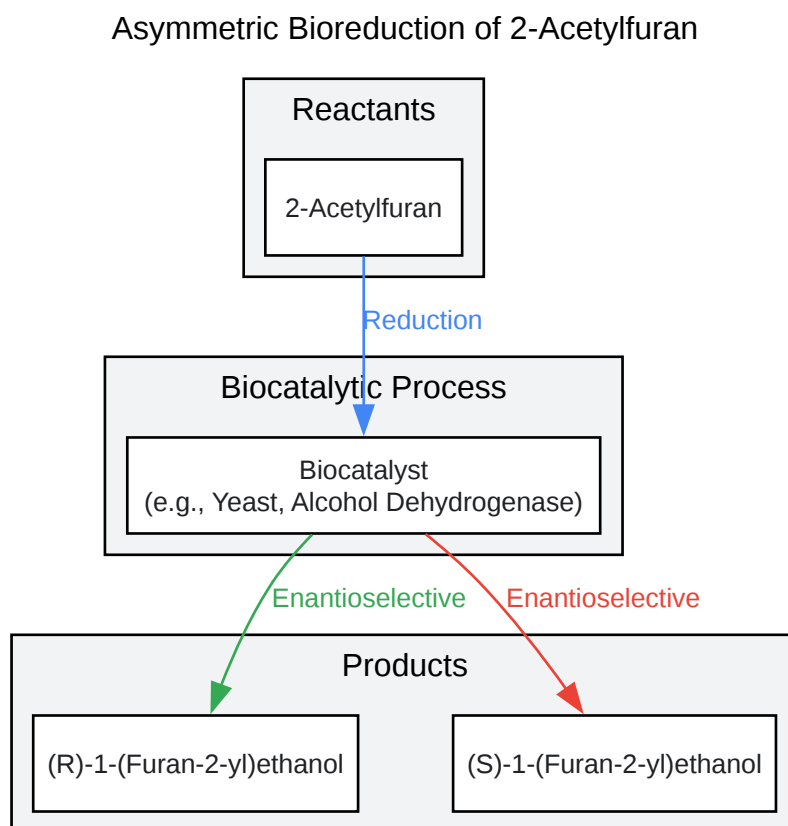 Asymmetric Bioreduction of 2-Acetylfuran
Reactants
2-Acetylfuran
Reduction
Biocatalytic Process
Biocatalyst
(e.g., Yeast, Alcohol Dehydrogenase)
Enantioselective
Enantioselective
Products
(R)-1-(Furan-2-yl)ethanol
(S)-1-(Furan-2-yl)ethanol